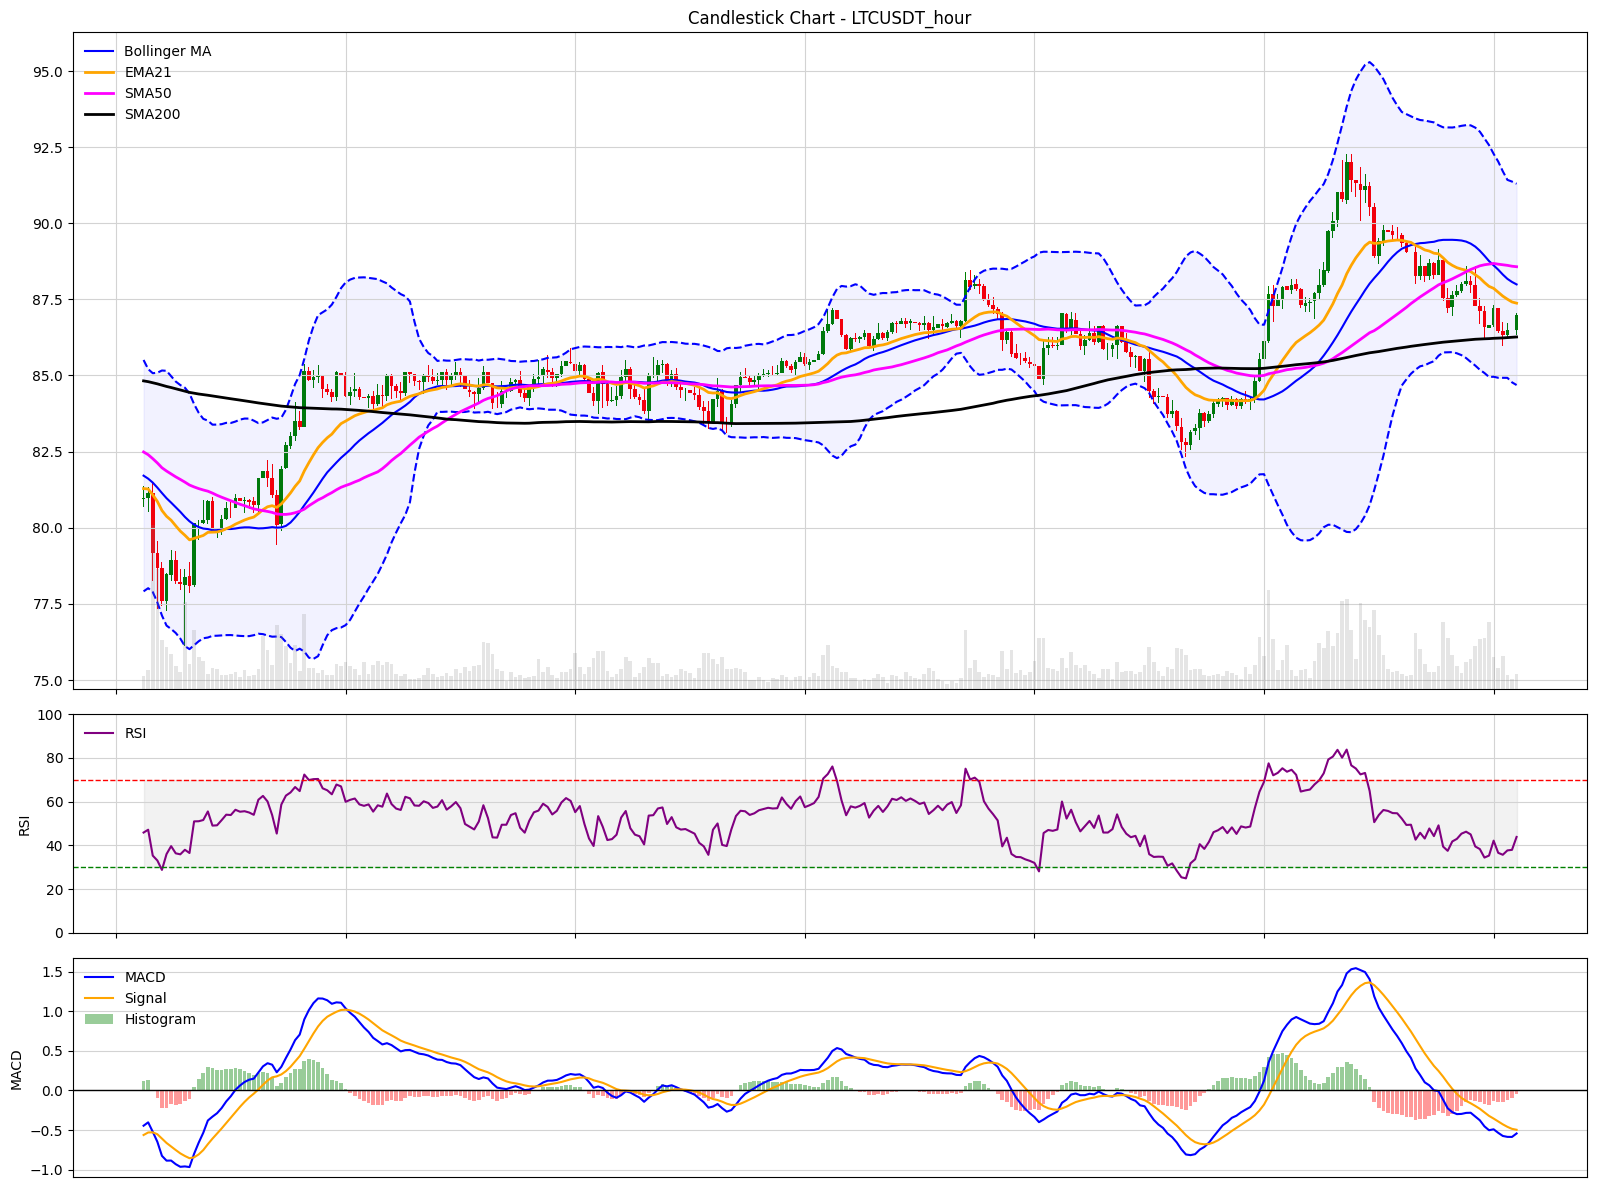 Candlestick Chart - LTCUSDT_hour
Bollinger MA
EMA21
SMA50
SMA200
95.0
92.5
90.0
87.5
85.0
82.5
80.0
77.5
75.0
RSI
RSI
100
80
60
40
20
0
MACD
MACD
Signal
Histogram
1.5
1.0
0.5
0.0
−0.5
−1.0